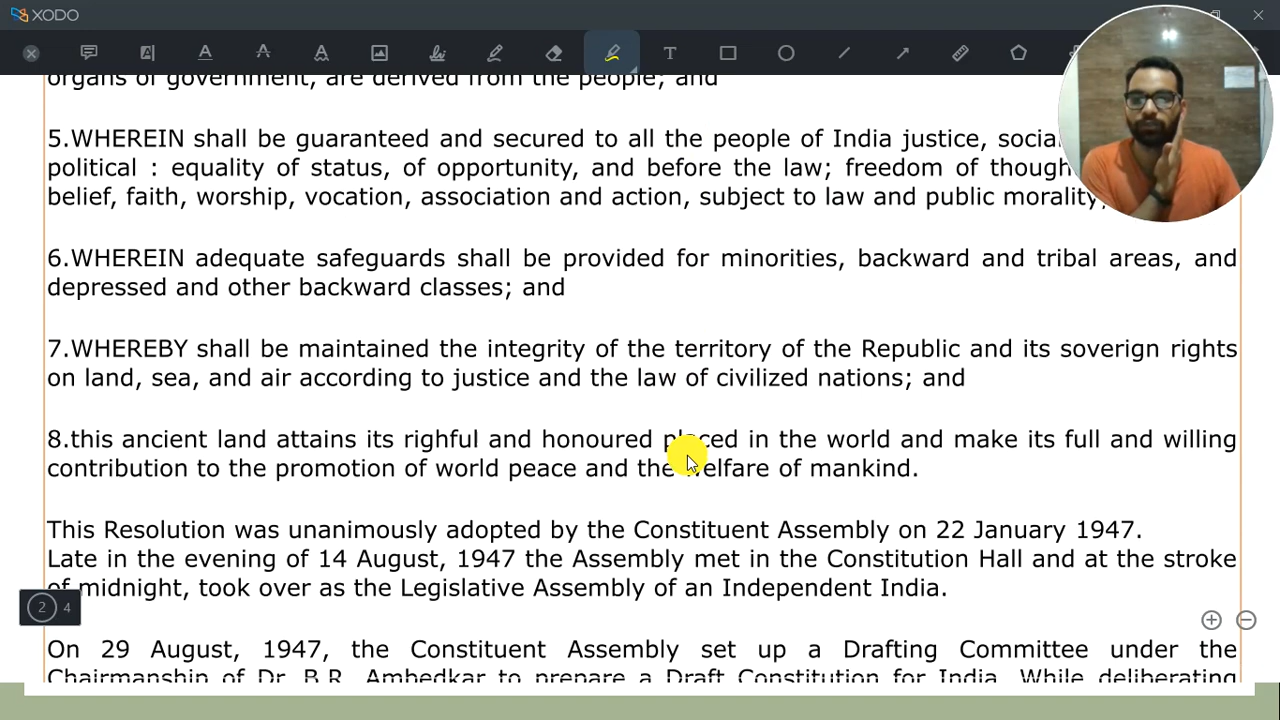 XODO
organs of government, are derived from the people; and
5.WHEREIN shall be guaranteed and secured to all the people of India justice, social
political : equality of status, of opportunity, and before the law; freedom of thought
belief, faith, worship, vocation, association and action, subject to law and public morality;
6.WHEREIN adequate safeguards shall be provided for minorities, backward and tribal areas, and
depressed and other backward classes; and
7.WHEREBY shall be maintained the integrity of the territory of the Republic and its soverign rights
on land, sea, and air according to justice and the law of civilized nations; and
8.this ancient land attains its righful and honoured placed in the world and make its full and willing
contribution to the promotion of world peace and the welfare of mankind.
This Resolution was unanimously adopted by the Constituent Assembly on 22 January 1947.
Late in the evening of 14 August, 1947 the Assembly met in the Constitution Hall and at the stroke
of midnight, took over as the Legislative Assembly of an Independent India.
2 4
On 29 August, 1947, the Constituent Assembly set up a Drafting Committee under the
Chairmanship of Dr. B.R. Ambedkar to prepare a Draft Constitution for India. While deliberating